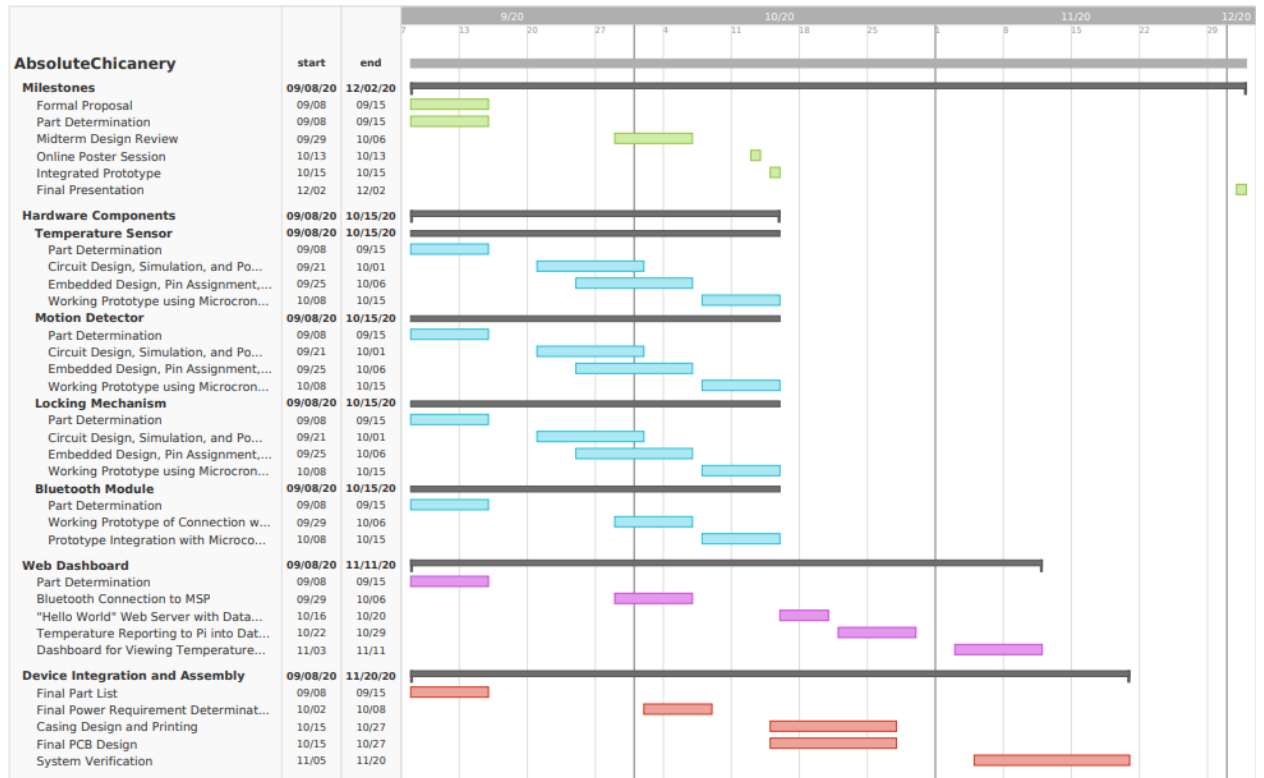 9/20 10/20 11/20 12/20
7 13 20 27 4 11 18 25 1 8 15 22 29
AbsoluteChicanery start end
Milestones 09/08/20 12/02/20
Formal Proposal 09/08 09/15
Part Determination 09/08 09/15
Midterm Design Review 09/29 10/06
Online Poster Session 10/13 10/13
Integrated Prototype 10/15 10/15
Final Presentation 12/02 12/02
Hardware Components 09/08/20 10/15/20
Temperature Sensor 09/08/20 10/15/20
Part Determination 09/08 09/15
Circuit Design, Simulation, and Po... 09/21 10/01
Embedded Design, Pin Assignment,... 09/25 10/06
Working Prototype using Microcron... 10/08 10/15
Motion Detector 09/08/20 10/15/20
Part Determination 09/08 09/15
Circuit Design, Simulation, and Po... 09/21 10/01
Embedded Design, Pin Assignment,... 09/25 10/06
Working Prototype using Microcron... 10/08 10/15
Locking Mechanism 09/08/20 10/15/20
Part Determination 09/08 09/15
Circuit Design, Simulation, and Po... 09/21 10/01
Embedded Design, Pin Assignment,... 09/25 10/06
Working Prototype using Microcron... 10/08 10/15
Bluetooth Module 09/08/20 10/15/20
Part Determination 09/08 09/15
Working Prototype of Connection w... 09/29 10/06
Prototype Integration with Microco... 10/08 10/15
Web Dashboard 09/08/20 11/11/20
Part Determination 09/08 09/15
Bluetooth Connection to MSP 09/29 10/06
"Hello World" Web Server with Data... 10/16 10/20
Temperature Reporting to Pi into Dat... 10/22 10/29
Dashboard for Viewing Temperature... 11/03 11/11
Device Integration and Assembly 09/08/20 11/20/20
Final Part List 09/08 09/15
Final Power Requirement Determinat... 10/02 10/08
Casing Design and Printing 10/15 10/27
Final PCB Design 10/15 10/27
System Verification 11/05 11/20